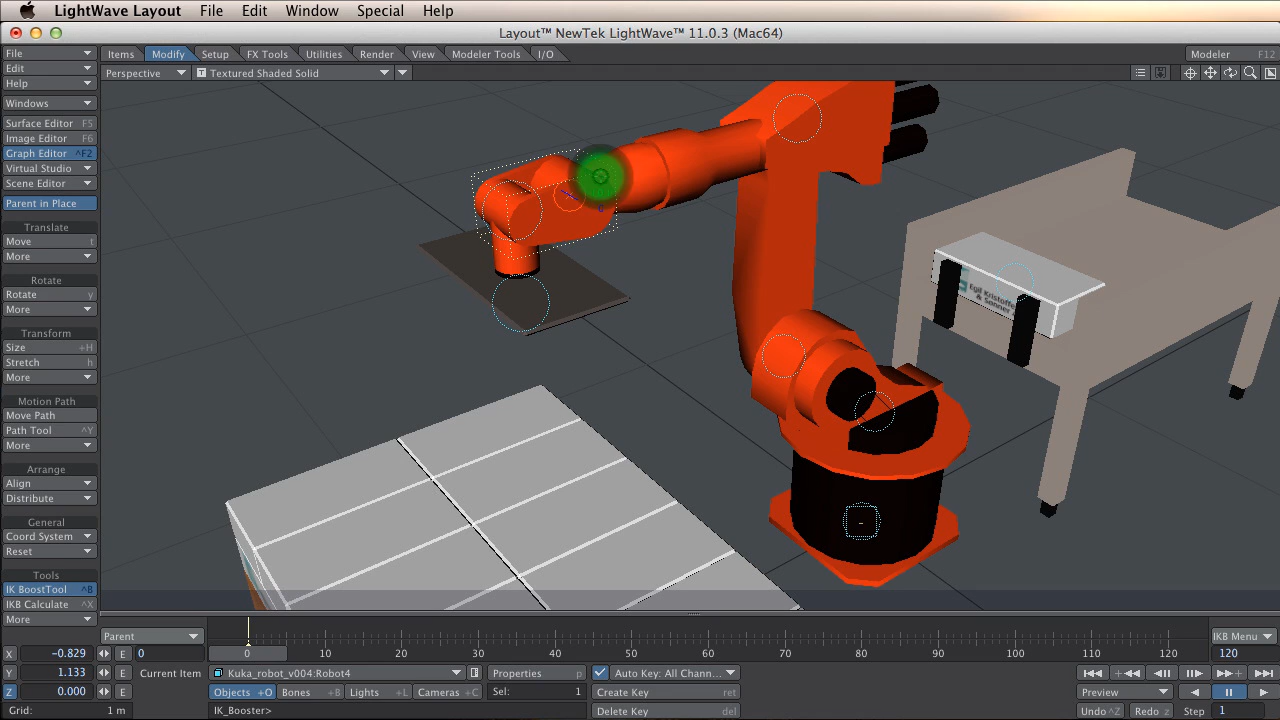 LightWave Layout File Edit Window Special Help
Layout™ NewTek LightWave™ 11.0.3 (Mac64)
File
Edit
Help
Items Modify Setup FX Tools Utilities Render View Modeler Tools I/O
Modeler F12
Perspective
T Textured Shaded Solid
Windows
Surface Editor F5
Image Editor F6
Graph Editor ^F2
Virtual Studio
Scene Editor
Parent in Place
Translate
Move t
More
Rotate
Rotate y
More
Transform
Size +H
Stretch h
More
Motion Path
Move Path
Path Tool ^Y
More
Arrange
Align
Distribute
General
Coord System
Reset
Tools
IK BoostTool ^B
IKB Calculate ^X
More
Egil Kristoffe
& Sønner
Parent
0 10 20 30 40 50 60 70 80 90 100 110 120
IKB Menu
X -0.829 E 0
120
Y 1.133 E Current Item Kuka_robot_v004:Robot4 Properties p Auto Key: All Chann...
Z 0.000 E Objects +O Bones +B Lights +L Cameras +C Sel: 1 Create Key ret
Preview
Grid: 1 m IK_Booster> Delete Key del
Undo ^Z Redo z Step 1